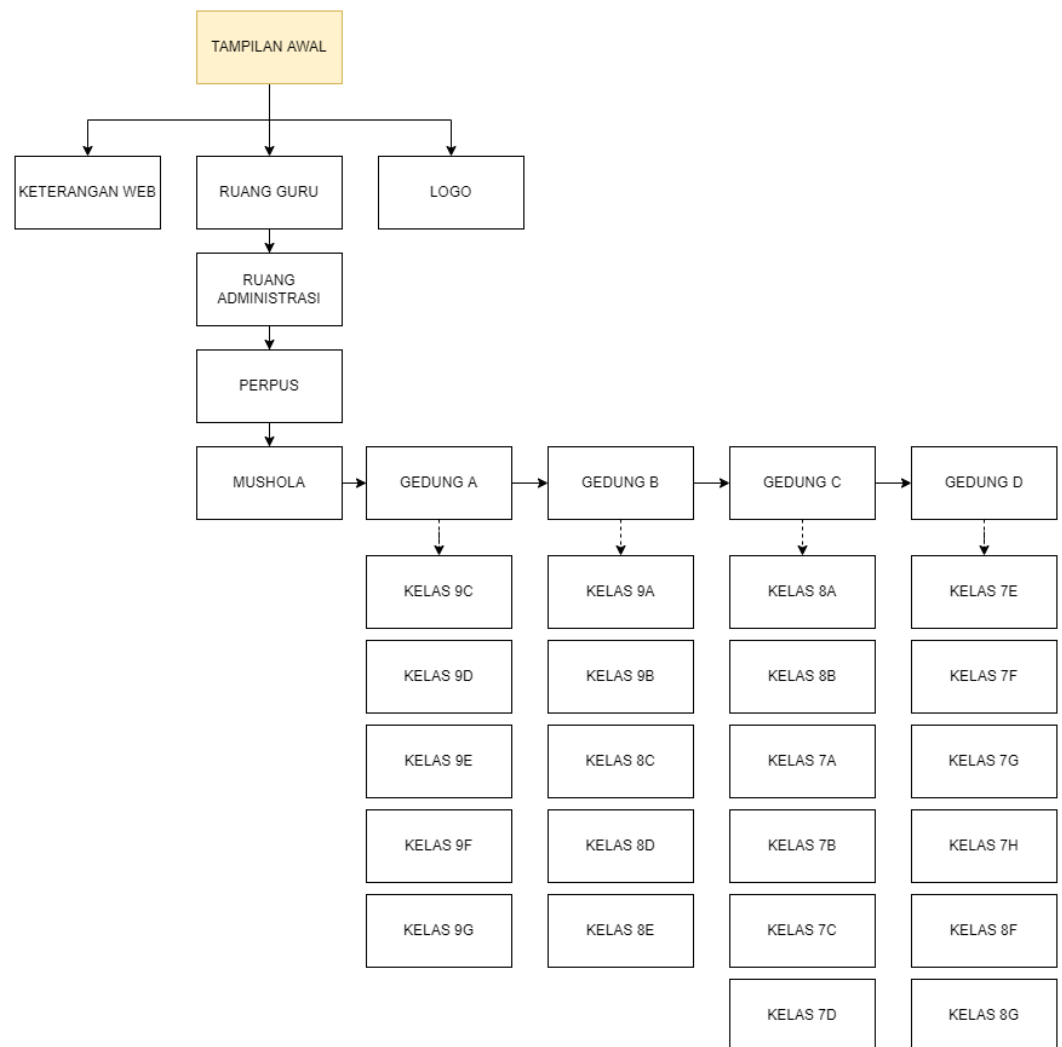 TAMPILAN AWAL
KETERANGAN WEB
RUANG GURU
LOGO
RUANG
ADMINISTRASI
PERPUS
MUSHOLA
GEDUNG A
GEDUNG B
GEDUNG C
GEDUNG D
KELAS 9C
KELAS 9A
KELAS 8A
KELAS 7E
KELAS 9D
KELAS 9B
KELAS 8B
KELAS 7F
KELAS 9E
KELAS 8C
KELAS 7A
KELAS 7G
KELAS 9F
KELAS 8D
KELAS 7B
KELAS 7H
KELAS 9G
KELAS 8E
KELAS 7C
KELAS 8F
KELAS 7D
KELAS 8G